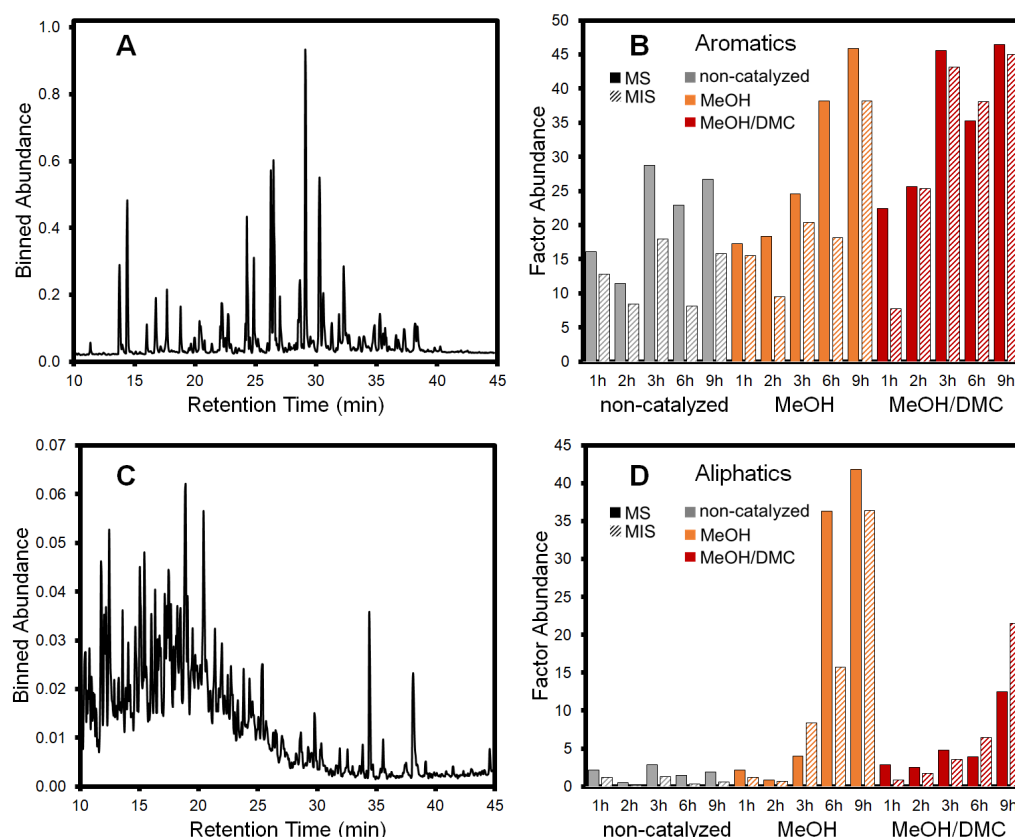 A
Binned Abundance
1.0
0.8
0.6
0.4
0.2
0.0
10 15 20 25 30 35 40 45
Retention Time (min)
B Aromatics
MS
MIS
non-catalyzed
MeOH
MeOH/DMC
Factor Abundance
50
45
40
35
30
25
20
15
10
5
0
1h 2h 3h 6h 9h 1h 2h 3h 6h 9h 1h 2h 3h 6h 9h
non-catalyzed MeOH MeOH/DMC
C
Binned Abundance
0.07
0.06
0.05
0.04
0.03
0.02
0.01
0.00
10 15 20 25 30 35 40 45
Retention Time (min)
D Aliphatics
MS
MIS
non-catalyzed
MeOH
MeOH/DMC
Factor Abundance
45
40
35
30
25
20
15
10
5
0
1h 2h 3h 6h 9h 1h 2h 3h 6h 9h 1h 2h 3h 6h 9h
non-catalyzed MeOH MeOH/DMC